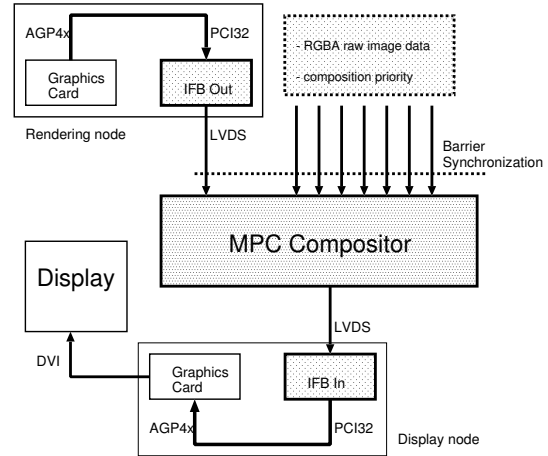 AGP4x
PCI32
Graphics
Card
IFB Out
Rendering node
LVDS
- RGBA raw image data
- composition priority
Barrier
Synchronization
MPC Compositor
Display
LVDS
DVI
Graphics
Card
IFB In
AGP4x
PCI32
Display node